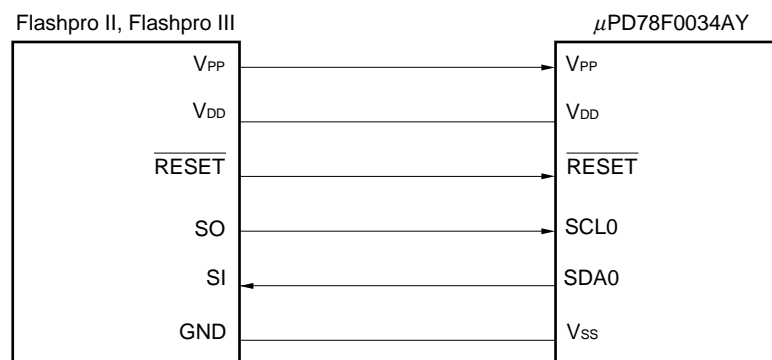 Flashpro II, Flashpro III μPD78F0034AY
VPP VPP
VDD VDD
RESET RESET
SO SCL0
SI SDA0
GND VSS